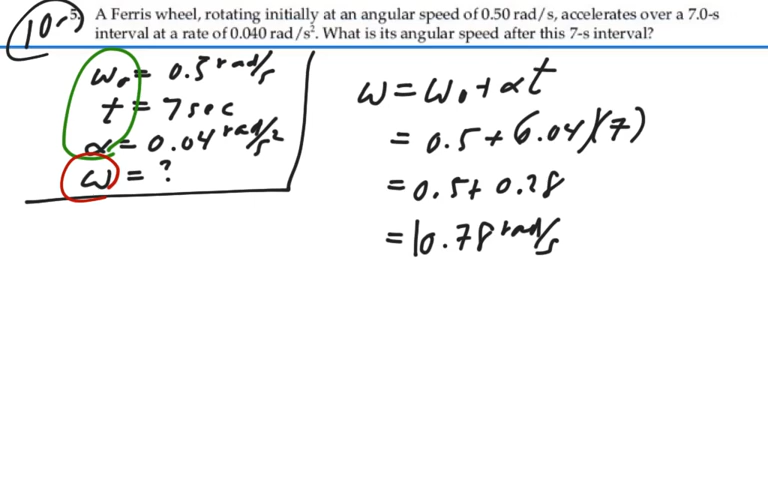 10-5) A Ferris wheel, rotating initially at an angular speed of 0.50 rad/s, accelerates over a 7.0-s
interval at a rate of 0.040 rad/s². What is its angular speed after this 7-s interval?
ω₀ = 0.5 rad/s
t = 7 sec
α = 0.04 rad/s²
ω = ?
ω = ω₀ + αt
= 0.5 + (0.04)(7)
= 0.5 + 0.28
= 0.78 rad/s